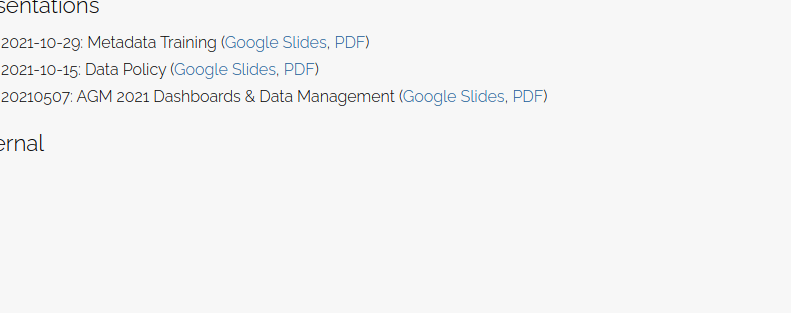 sentations
2021-10-29: Metadata Training (Google Slides, PDF)
2021-10-15: Data Policy (Google Slides, PDF)
20210507: AGM 2021 Dashboards & Data Management (Google Slides, PDF)
ernal